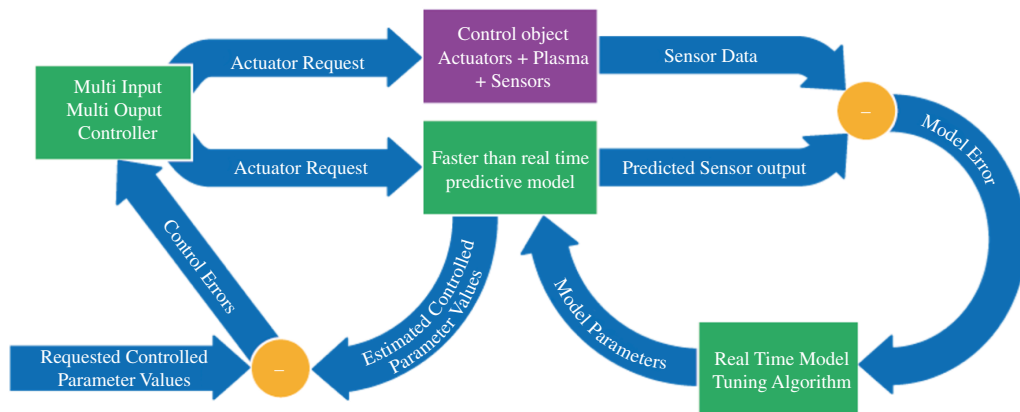 Multi Input
Multi Ouput
Controller
Actuator Request
Control object
Actuators + Plasma
+ Sensors
Sensor Data
–
Model Error
Actuator Request
Faster than real time
predictive model
Predicted Sensor output
Control Errors
Estimated Controlled
Parameter Values
Model Parameters
Requested Controlled
Parameter Values
–
Real Time Model
Tuning Algorithm